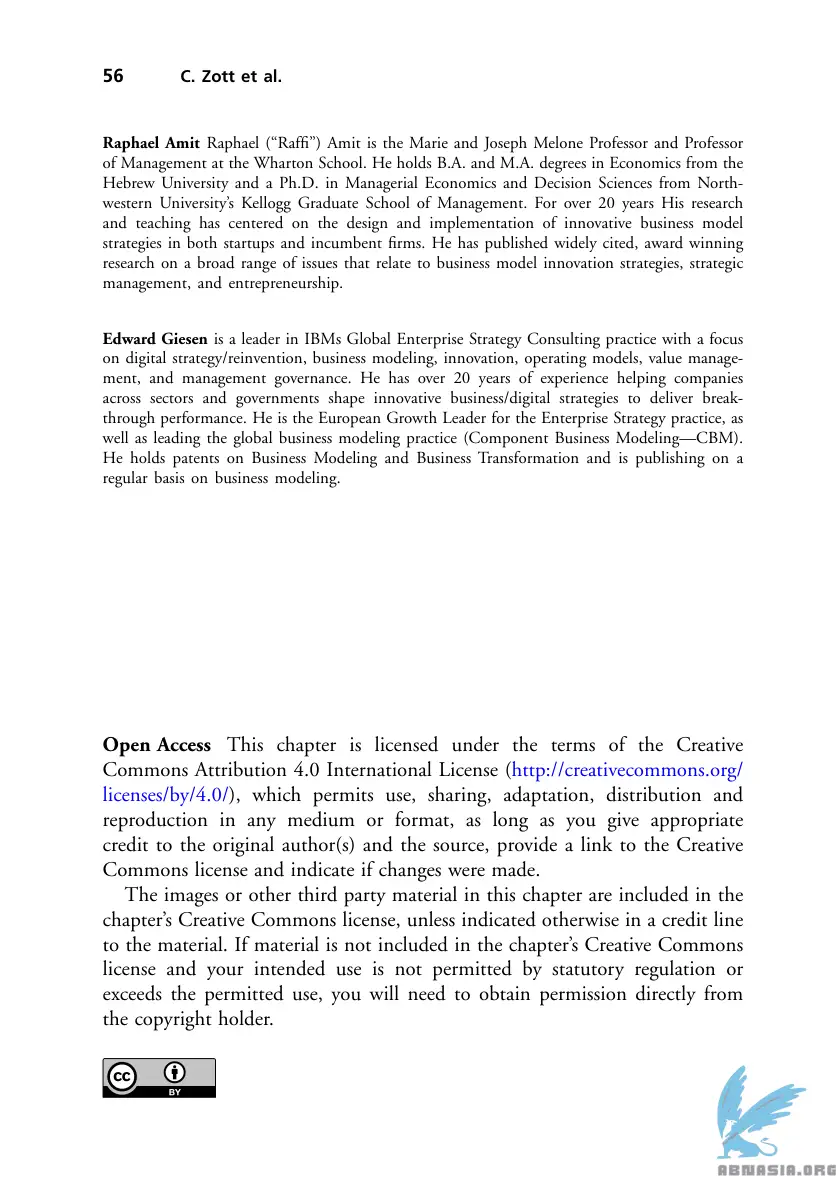 56 C. Zott et al.
Raphael Amit Raphael (“Raffi”) Amit is the Marie and Joseph Melone Professor and Professor
of Management at the Wharton School. He holds B.A. and M.A. degrees in Economics from the
Hebrew University and a Ph.D. in Managerial Economics and Decision Sciences from North-
western University’s Kellogg Graduate School of Management. For over 20 years His research
and teaching has centered on the design and implementation of innovative business model
strategies in both startups and incumbent firms. He has published widely cited, award winning
research on a broad range of issues that relate to business model innovation strategies, strategic
management, and entrepreneurship.
Edward Giesen is a leader in IBMs Global Enterprise Strategy Consulting practice with a focus
on digital strategy/reinvention, business modeling, innovation, operating models, value manage-
ment, and management governance. He has over 20 years of experience helping companies
across sectors and governments shape innovative business/digital strategies to deliver break-
through performance. He is the European Growth Leader for the Enterprise Strategy practice, as
well as leading the global business modeling practice (Component Business Modeling—CBM).
He holds patents on Business Modeling and Business Transformation and is publishing on a
regular basis on business modeling.
Open Access This chapter is licensed under the terms of the Creative
Commons Attribution 4.0 International License (http://creativecommons.org/
licenses/by/4.0/), which permits use, sharing, adaptation, distribution and
reproduction in any medium or format, as long as you give appropriate
credit to the original author(s) and the source, provide a link to the Creative
Commons license and indicate if changes were made.
The images or other third party material in this chapter are included in the
chapter’s Creative Commons license, unless indicated otherwise in a credit line
to the material. If material is not included in the chapter’s Creative Commons
license and your intended use is not permitted by statutory regulation or
exceeds the permitted use, you will need to obtain permission directly from
the copyright holder.
cc
BY
ABNASIA.ORG